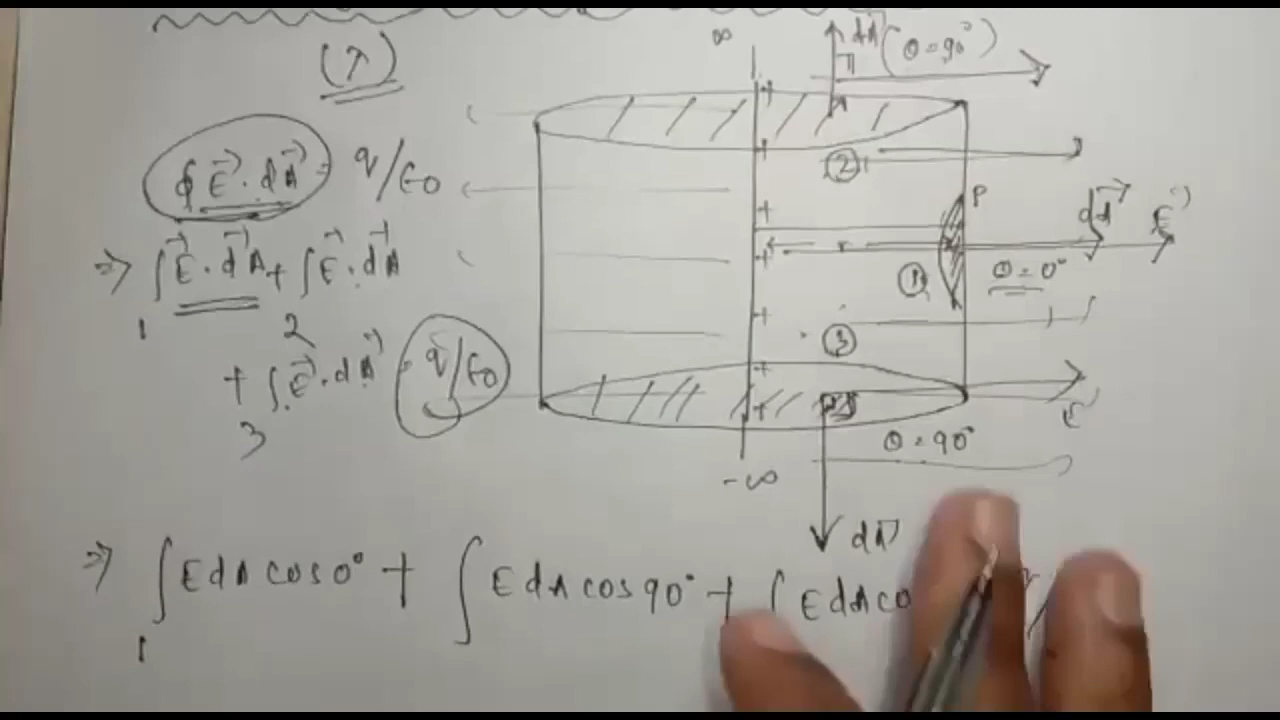 (7)
∮ E⃗ · dA⃗ = q/ε0
⇒ ∫ E⃗ · dA⃗ + ∫ E⃗ · dA⃗
1 2
+ ∫ E⃗ · dA⃗ = q/ε0
3
∞
dA⃗ (θ = 90°)
+
+
②
+
P
r
dA⃗ E⃗
+
① θ = 0°
+
③
+
+
E⃗
θ = 90°
-∞
dA⃗
⇒ ∫ E dA cos 0° + ∫ E dA cos 90° + ∫ E dA co
1